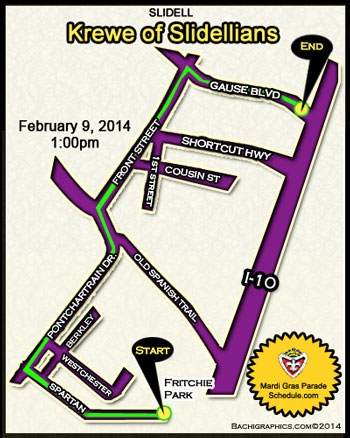 SLIDELL
Krewe of Slidellians
END
GAUSE BLVD
February 9, 2014
1:00pm
FRONT STREET
SHORTCUT HWY
1ST STREET
COUSIN ST
I-10
PONTCHARTRAIN DR.
OLD SPANISH TRAIL
BERKLEY
WESTCHESTER
START
FRITCHIE
PARK
SPARTAN
Mardi Gras Parade
Schedule.com
BACHIGRAPHICS.COM©2014